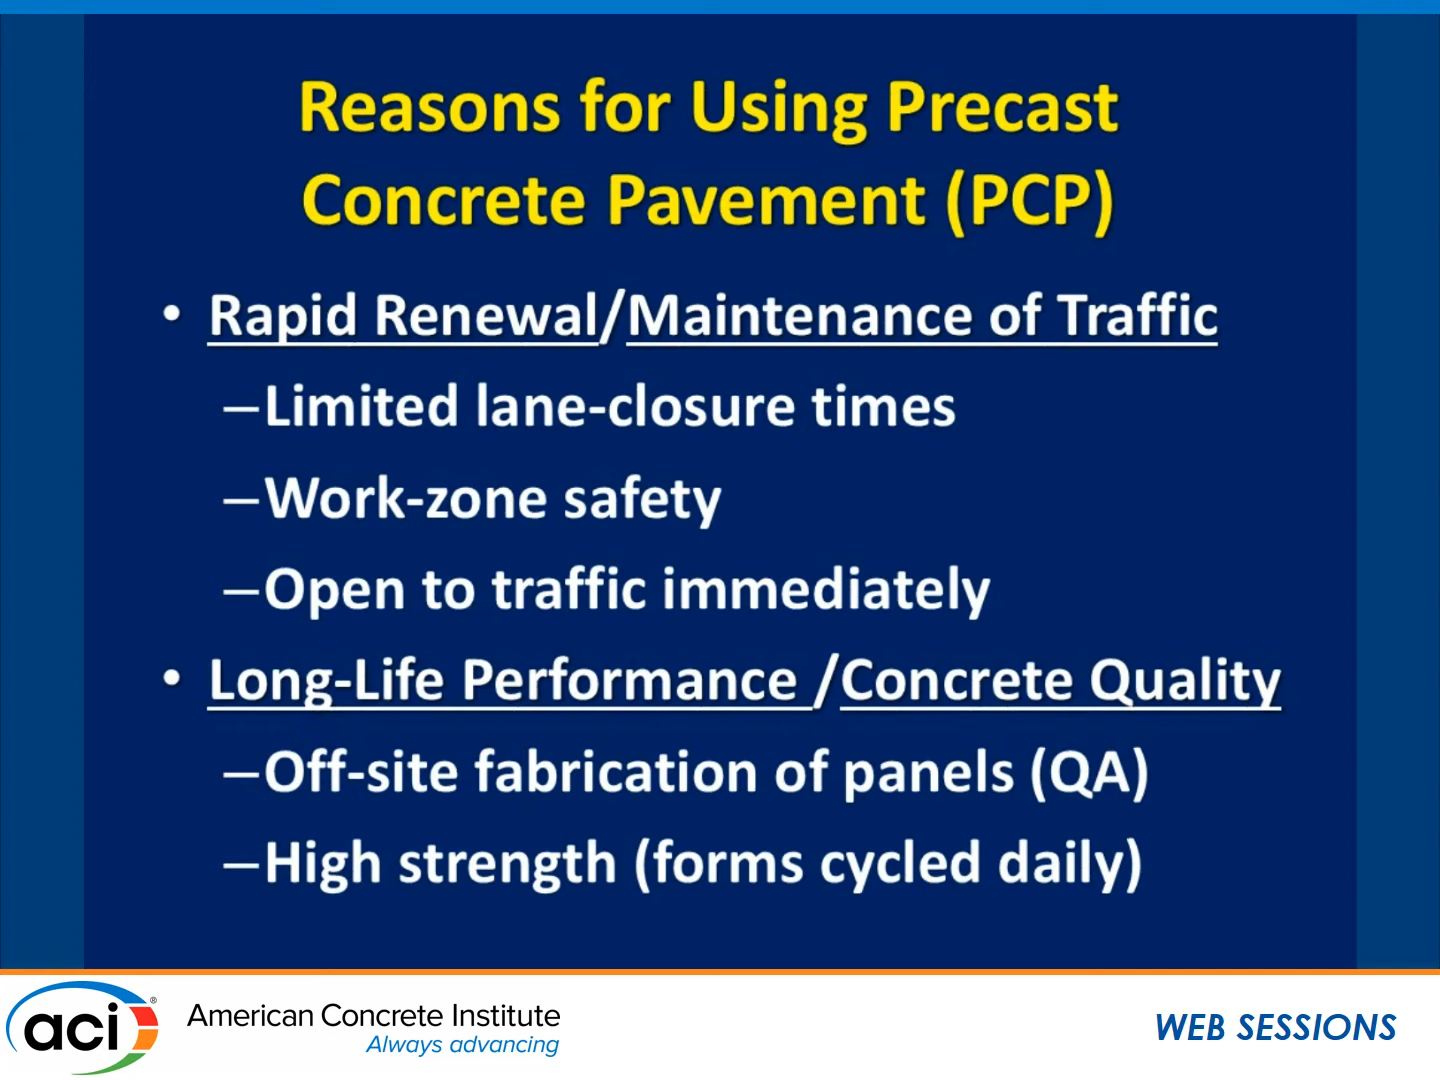 Reasons for Using Precast
Concrete Pavement (PCP)
• Rapid Renewal/Maintenance of Traffic
–Limited lane-closure times
–Work-zone safety
–Open to traffic immediately
• Long-Life Performance /Concrete Quality
–Off-site fabrication of panels (QA)
–High strength (forms cycled daily)
aci®
American Concrete Institute
Always advancing
WEB SESSIONS